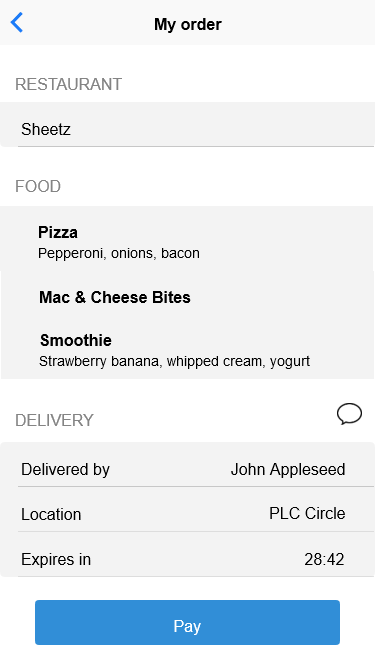 My order
RESTAURANT
Sheetz
FOOD
Pizza
Pepperoni, onions, bacon
Mac & Cheese Bites
Smoothie
Strawberry banana, whipped cream, yogurt
DELIVERY
Delivered by John Appleseed
Location PLC Circle
Expires in 28:42
Pay